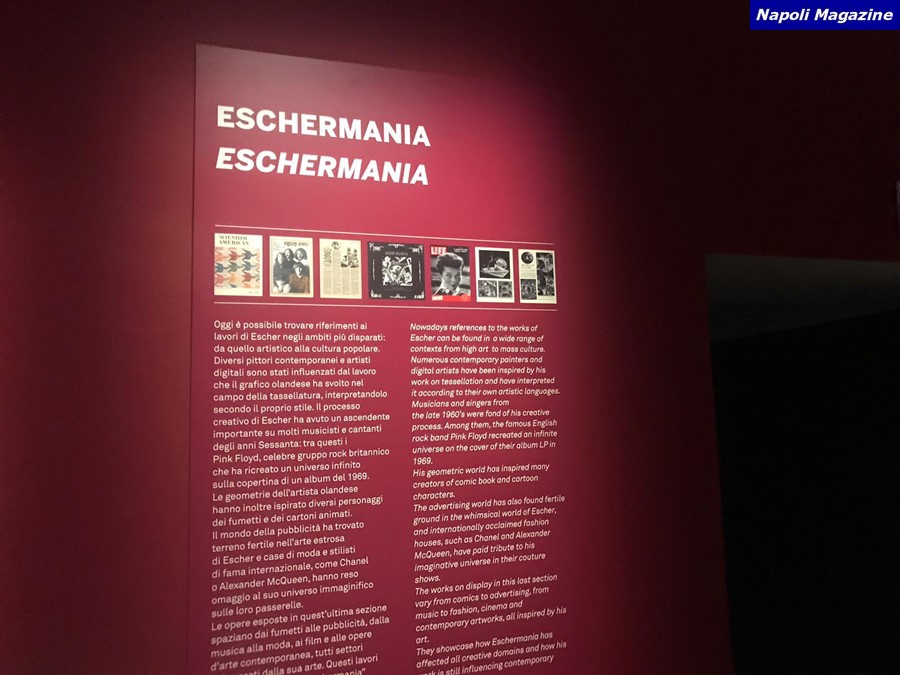 Napoli Magazine
ESCHERMANIA
ESCHERMANIA
SCIENTIFIC
AMERICAN
LIFE
Oggi è possibile trovare riferimenti ai
lavori di Escher negli ambiti più disparati:
da quello artistico alla cultura popolare.
Diversi pittori contemporanei e artisti
digitali sono stati influenzati dal lavoro
che il grafico olandese ha svolto nel
campo della tassellatura, interpretandolo
secondo il proprio stile. Il processo
creativo di Escher ha avuto un ascendente
importante su molti musicisti e cantanti
degli anni Sessanta: tra questi i
Pink Floyd, celebre gruppo rock britannico
che ha ricreato un universo infinito
sulla copertina di un album del 1969.
Le geometrie dell'artista olandese
hanno inoltre ispirato diversi personaggi
dei fumetti e dei cartoni animati.
Il mondo della pubblicità ha trovato
terreno fertile nell'arte estrosa
di Escher e case di moda e stilisti
di fama internazionale, come Chanel
o Alexander McQueen, hanno reso
omaggio al suo universo immaginifico
sulle loro passerelle.
Le opere esposte in quest'ultima sezione
spaziano dai fumetti alle pubblicità, dalla
musica alla moda, ai film e alle opere
d'arte contemporanea, tutti settori
dalla sua arte. Questi lavori
Nowadays references to the works of
Escher can be found in a wide range of
contexts from high art to mass culture.
Numerous contemporary painters and
digital artists have been inspired by his
work on tessellation and have interpreted
it according to their own artistic languages.
Musicians and singers from
the late 1960's were fond of his creative
process. Among them, the famous English
rock band Pink Floyd recreated an infinite
universe on the cover of their album LP in
1969.
His geometric world has inspired many
creators of comic book and cartoon
characters.
The advertising world has also found fertile
ground in the whimsical world of Escher,
and internationally acclaimed fashion
houses, such as Chanel and Alexander
McQueen, have paid tribute to his
imaginative universe in their couture
shows.
The works on display in this last section
vary from comics to advertising, from
music to fashion, cinema and
contemporary artworks, all inspired by his
art.
They showcase how Eschermania has
affected all creative domains and how his
work is still influencing contemporary